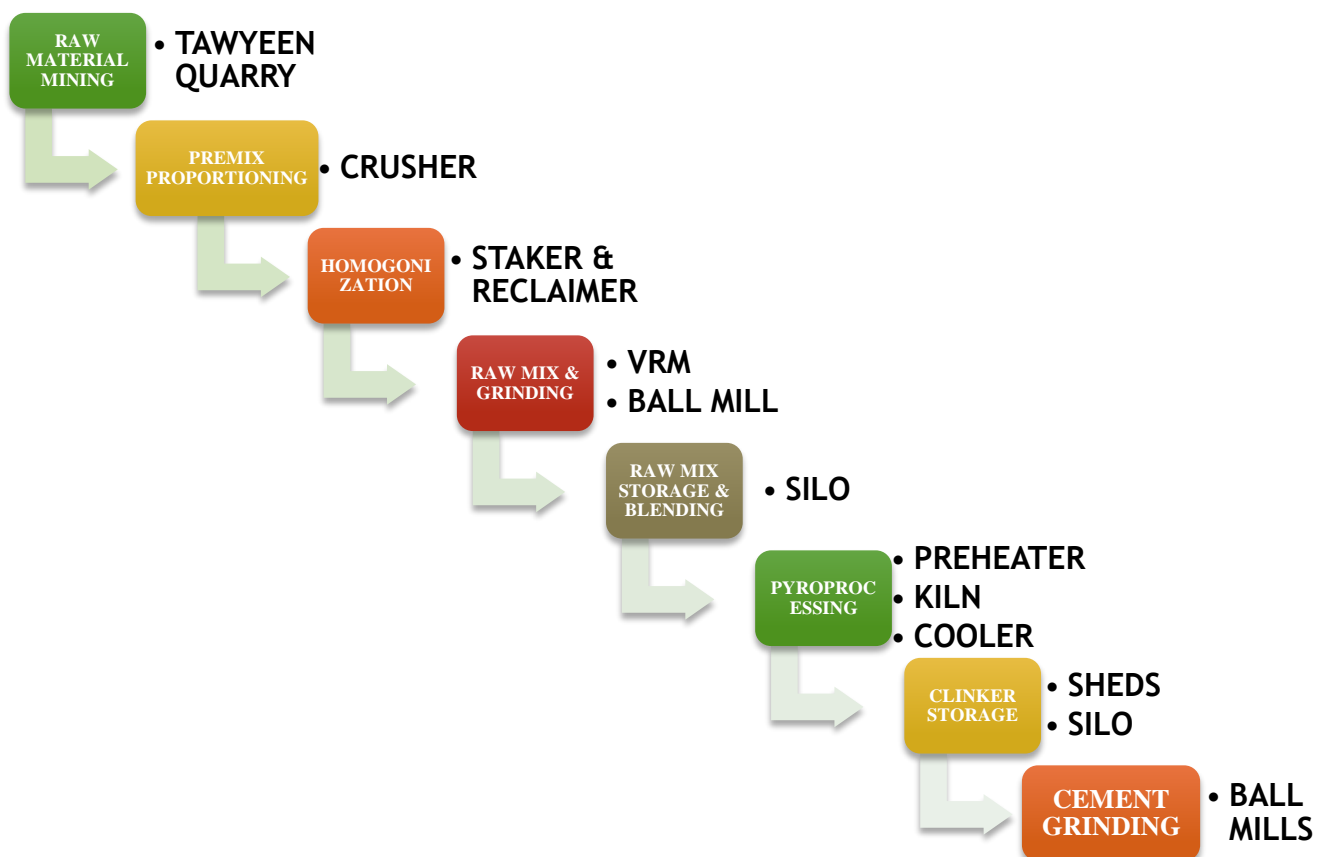 RAW
MATERIAL
MINING
• TAWYEEN
QUARRY
PREMIX
PROPORTIONING
• CRUSHER
HOMOGONI
ZATION
• STAKER &
RECLAIMER
RAW MIX &
GRINDING
• VRM
• BALL MILL
RAW MIX
STORAGE &
BLENDING
• SILO
PYROPROC
ESSING
• PREHEATER
• KILN
• COOLER
CLINKER
STORAGE
• SHEDS
• SILO
CEMENT
GRINDING
• BALL
MILLS